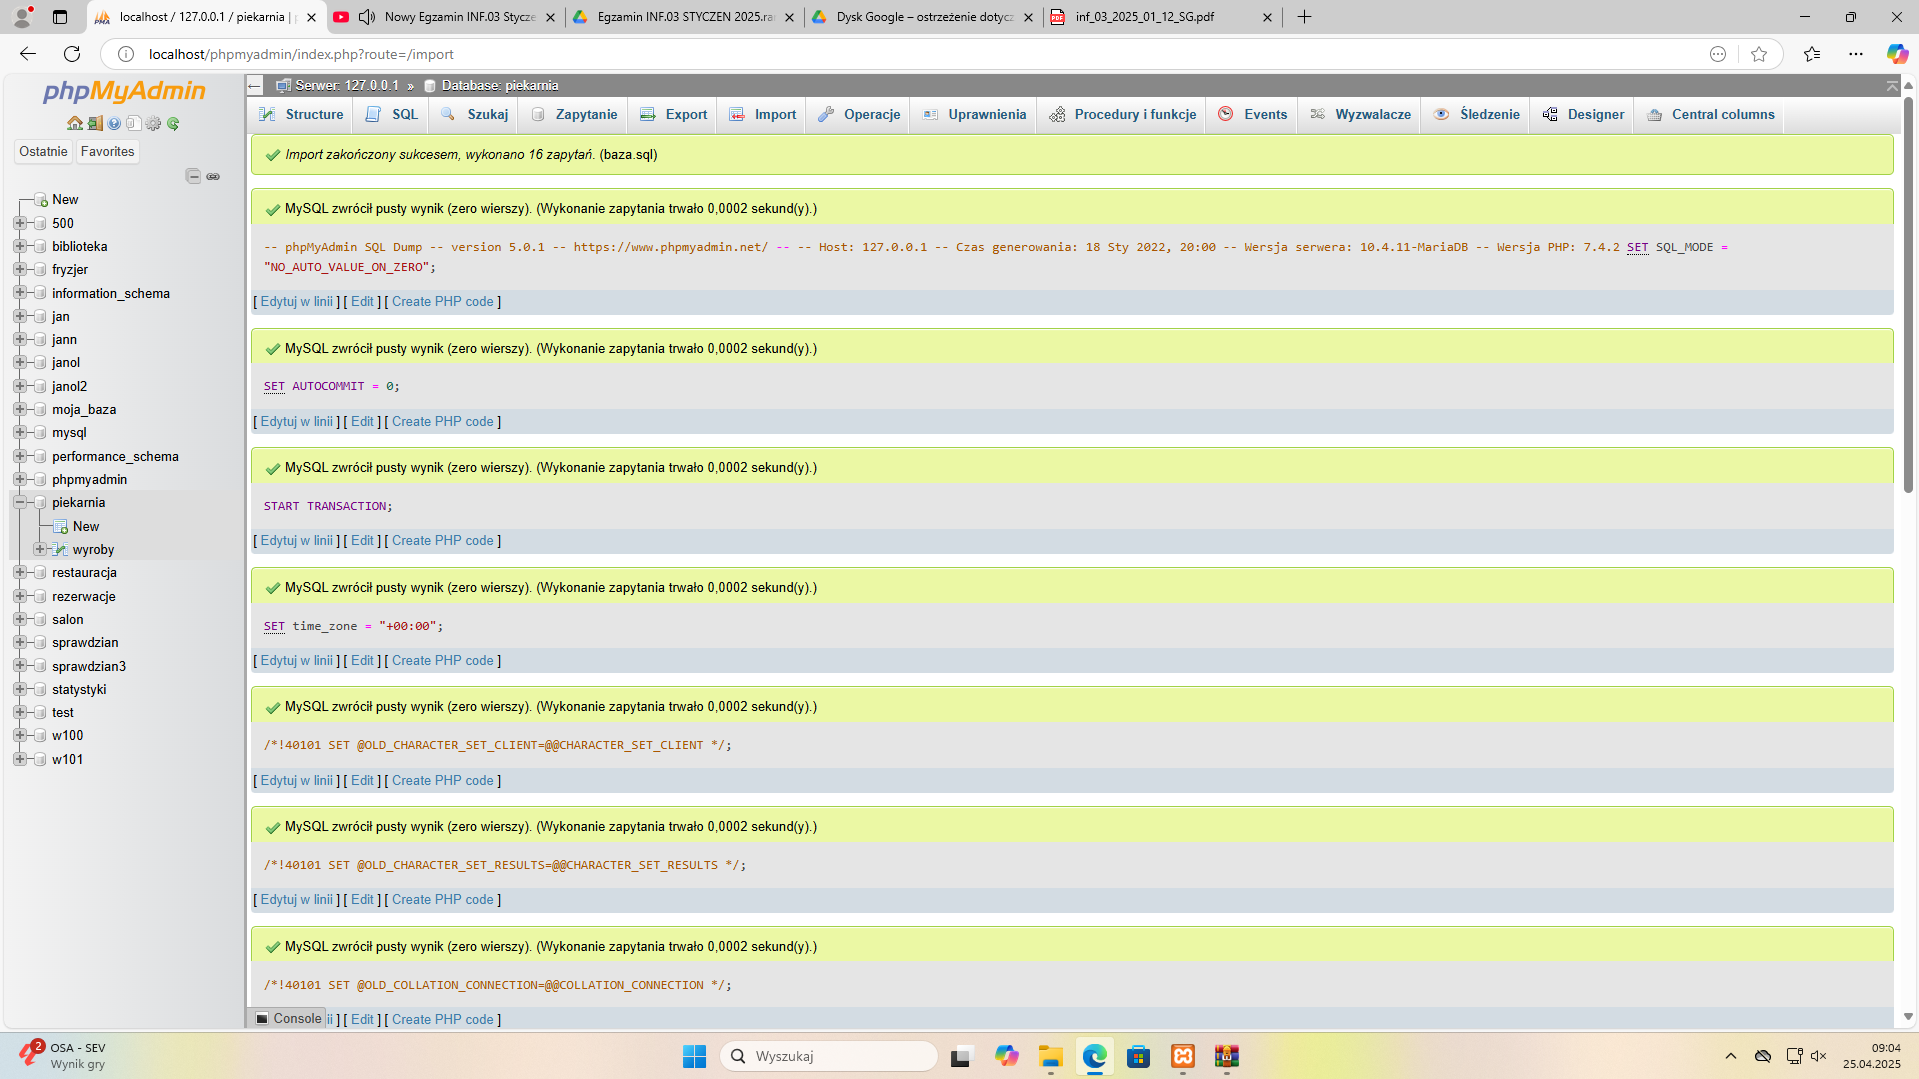 localhost / 127.0.0.1 / piekarnia | p
Nowy Egzamin INF.03 Stycze
Egzamin INF.03 STYCZEN 2025.ra
Dysk Google – ostrzeżenie dotycz
inf_03_2025_01_12_SG.pdf
localhost/phpmyadmin/index.php?route=/import
phpMyAdmin
Ostatnie Favorites
New
500
biblioteka
fryzjer
information_schema
jan
jann
janol
janol2
moja_baza
mysql
performance_schema
phpmyadmin
piekarnia
New
wyroby
restauracja
rezerwacje
salon
sprawdzian
sprawdzian3
statystyki
test
w100
w101
Serwer: 127.0.0.1 » Database: piekarnia
Structure SQL Szukaj Zapytanie Export Import Operacje Uprawnienia Procedury i funkcje Events Wyzwalacze Śledzenie Designer Central columns
Import zakończony sukcesem, wykonano 16 zapytań. (baza.sql)
MySQL zwrócił pusty wynik (zero wierszy). (Wykonanie zapytania trwało 0,0002 sekund(y).)
-- phpMyAdmin SQL Dump -- version 5.0.1 -- https://www.phpmyadmin.net/ -- -- Host: 127.0.0.1 -- Czas generowania: 18 Sty 2022, 20:00 -- Wersja serwera: 10.4.11-MariaDB -- Wersja PHP: 7.4.2 SET SQL_MODE =
"NO_AUTO_VALUE_ON_ZERO";
[ Edytuj w linii ] [ Edit ] [ Create PHP code ]
MySQL zwrócił pusty wynik (zero wierszy). (Wykonanie zapytania trwało 0,0002 sekund(y).)
SET AUTOCOMMIT = 0;
[ Edytuj w linii ] [ Edit ] [ Create PHP code ]
MySQL zwrócił pusty wynik (zero wierszy). (Wykonanie zapytania trwało 0,0002 sekund(y).)
START TRANSACTION;
[ Edytuj w linii ] [ Edit ] [ Create PHP code ]
MySQL zwrócił pusty wynik (zero wierszy). (Wykonanie zapytania trwało 0,0002 sekund(y).)
SET time_zone = "+00:00";
[ Edytuj w linii ] [ Edit ] [ Create PHP code ]
MySQL zwrócił pusty wynik (zero wierszy). (Wykonanie zapytania trwało 0,0002 sekund(y).)
/*!40101 SET @OLD_CHARACTER_SET_CLIENT=@@CHARACTER_SET_CLIENT */;
[ Edytuj w linii ] [ Edit ] [ Create PHP code ]
MySQL zwrócił pusty wynik (zero wierszy). (Wykonanie zapytania trwało 0,0002 sekund(y).)
/*!40101 SET @OLD_CHARACTER_SET_RESULTS=@@CHARACTER_SET_RESULTS */;
[ Edytuj w linii ] [ Edit ] [ Create PHP code ]
MySQL zwrócił pusty wynik (zero wierszy). (Wykonanie zapytania trwało 0,0002 sekund(y).)
/*!40101 SET @OLD_COLLATION_CONNECTION=@@COLLATION_CONNECTION */;
Console ii ] [ Edit ] [ Create PHP code ]
2
OSA - SEV
Wynik gry
Wyszukaj
09:04
25.04.2025